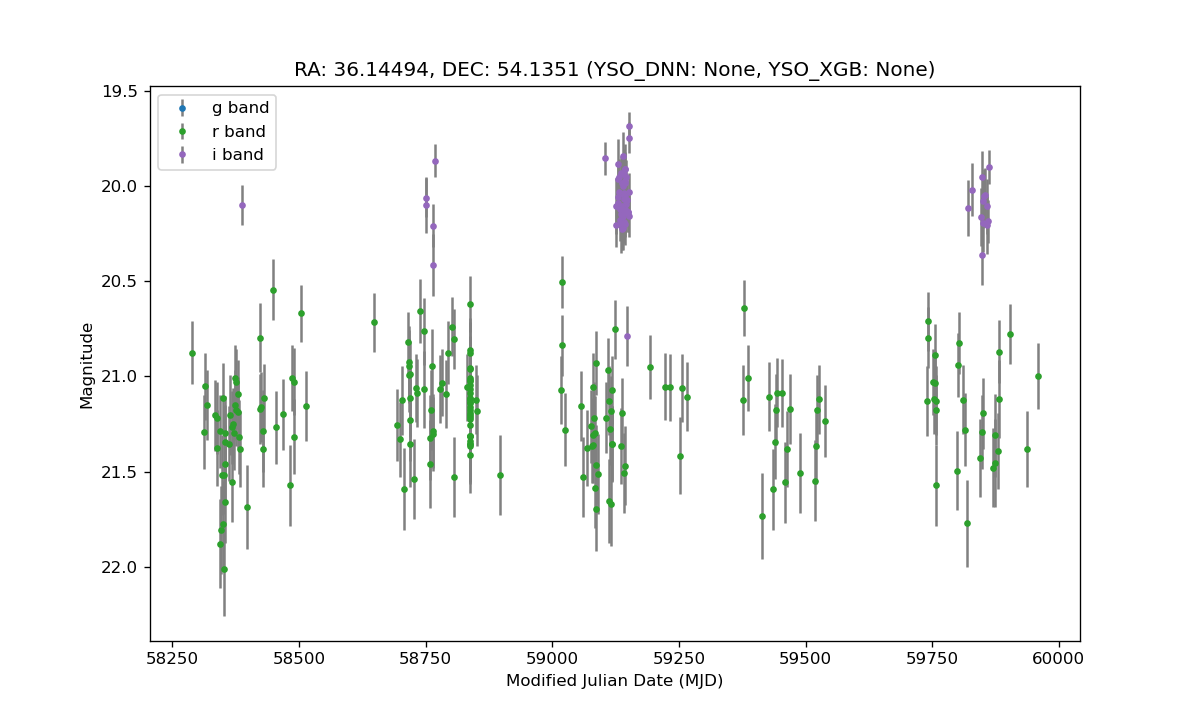 RA: 36.14494, DEC: 54.1351 (YSO_DNN: None, YSO_XGB: None)
g band
r band
i band
19.5
20.0
20.5
21.0
21.5
22.0
Magnitude
58250 58500 58750 59000 59250 59500 59750 60000
Modified Julian Date (MJD)